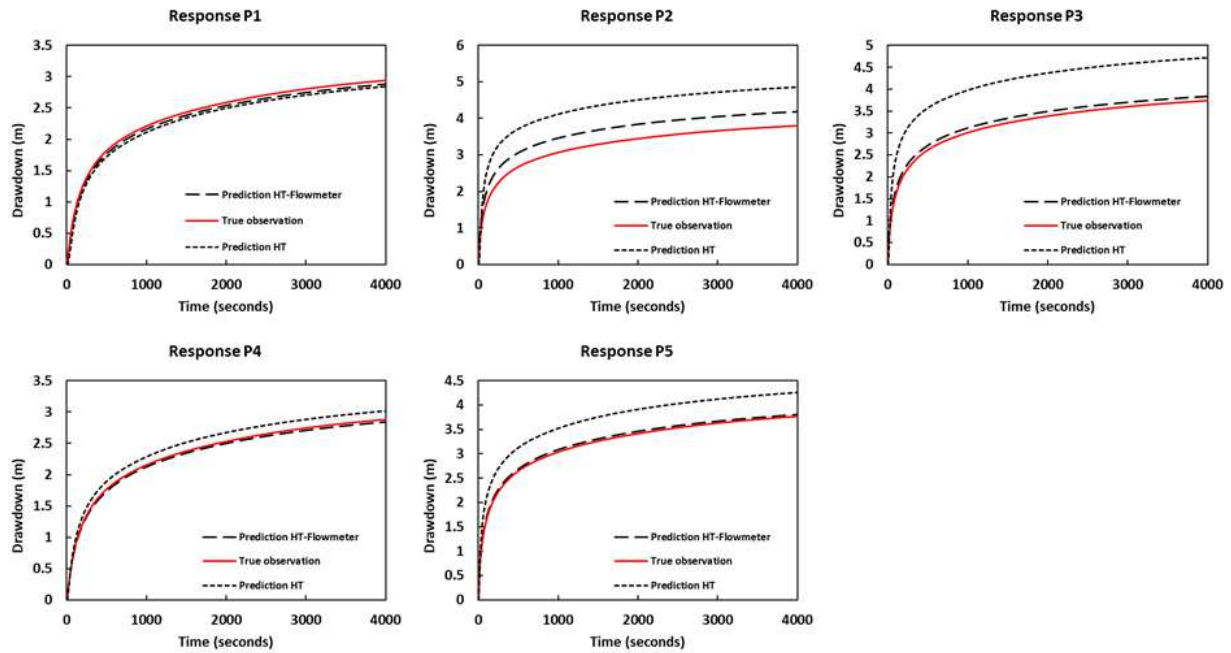 Response P1
Drawdown (m)
3.5
3
2.5
2
1.5
1
0.5
0
Prediction HT-Flowmeter
True observation
Prediction HT
0 1000 2000 3000 4000
Time (seconds)
Response P2
Drawdown (m)
6
5
4
3
2
1
0
Prediction HT-Flowmeter
True observation
Prediction HT
0 1000 2000 3000 4000
Time (seconds)
Response P3
Drawdown (m)
5
4.5
4
3.5
3
2.5
2
1.5
1
0.5
0
Prediction HT-Flowmeter
True observation
Prediction HT
0 1000 2000 3000 4000
Time (seconds)
Response P4
Drawdown (m)
3.5
3
2.5
2
1.5
1
0.5
0
Prediction HT-Flowmeter
True observation
Prediction HT
0 1000 2000 3000 4000
Time (seconds)
Response P5
Drawdown (m)
4.5
4
3.5
3
2.5
2
1.5
1
0.5
0
Prediction HT-Flowmeter
True observation
Prediction HT
0 1000 2000 3000 4000
Time (seconds)